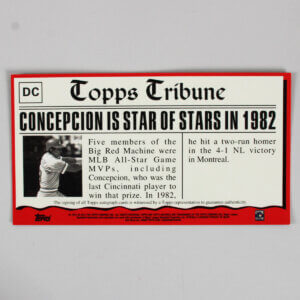 DC
Topps Tribune
CONCEPCION IS STAR OF STARS IN 1982
Five members of the
Big Red Machine were
MLB All-Star Game
MVPs, including
Concepcion, who was the
last Cincinnati player to
win that prize. In 1982,
he hit a two-run homer
in the 4-1 NL victory
in Montreal.
The signing of all Topps autograph cards is witnessed by a Topps representative to guarantee authenticity.
Topps